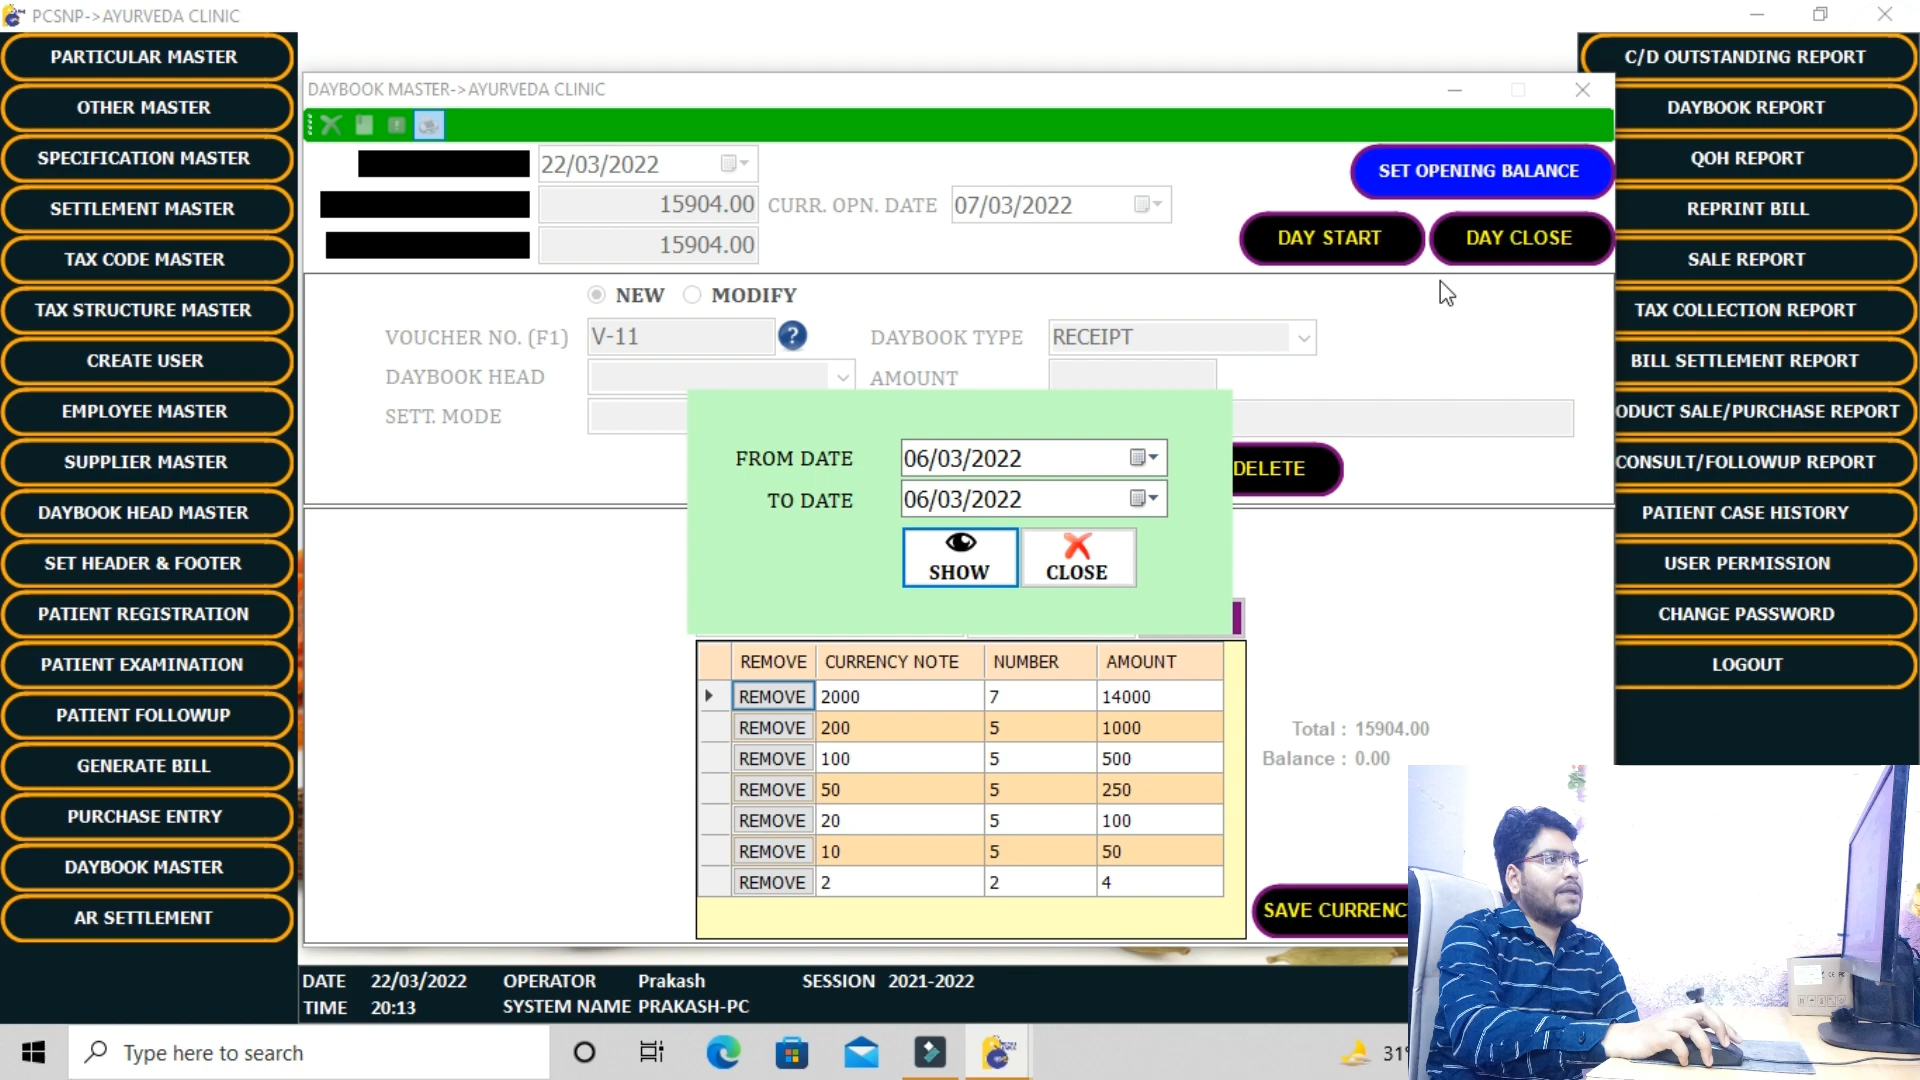 PCSNP->AYURVEDA CLINIC
PARTICULAR MASTER
OTHER MASTER
SPECIFICATION MASTER
SETTLEMENT MASTER
TAX CODE MASTER
TAX STRUCTURE MASTER
CREATE USER
EMPLOYEE MASTER
SUPPLIER MASTER
DAYBOOK HEAD MASTER
SET HEADER & FOOTER
PATIENT REGISTRATION
PATIENT EXAMINATION
PATIENT FOLLOWUP
GENERATE BILL
PURCHASE ENTRY
DAYBOOK MASTER
AR SETTLEMENT
DAYBOOK MASTER->AYURVEDA CLINIC
22/03/2022
15904.00 CURR. OPN. DATE 07/03/2022
15904.00
SET OPENING BALANCE
DAY START DAY CLOSE
NEW MODIFY
VOUCHER NO. (F1) V-11 ? DAYBOOK TYPE RECEIPT
DAYBOOK HEAD AMOUNT
SETT. MODE
DELETE
FROM DATE 06/03/2022
TO DATE 06/03/2022
SHOW CLOSE
REMOVE CURRENCY NOTE NUMBER AMOUNT
REMOVE 2000 7 14000
REMOVE 200 5 1000
REMOVE 100 5 500
REMOVE 50 5 250
REMOVE 20 5 100
REMOVE 10 5 50
REMOVE 2 2 4
Total : 15904.00
Balance : 0.00
SAVE CURRENC
C/D OUTSTANDING REPORT
DAYBOOK REPORT
QOH REPORT
REPRINT BILL
SALE REPORT
TAX COLLECTION REPORT
BILL SETTLEMENT REPORT
ODUCT SALE/PURCHASE REPORT
CONSULT/FOLLOWUP REPORT
PATIENT CASE HISTORY
USER PERMISSION
CHANGE PASSWORD
LOGOUT
DATE 22/03/2022 OPERATOR Prakash SESSION 2021-2022
TIME 20:13 SYSTEM NAME PRAKASH-PC
Type here to search
31°